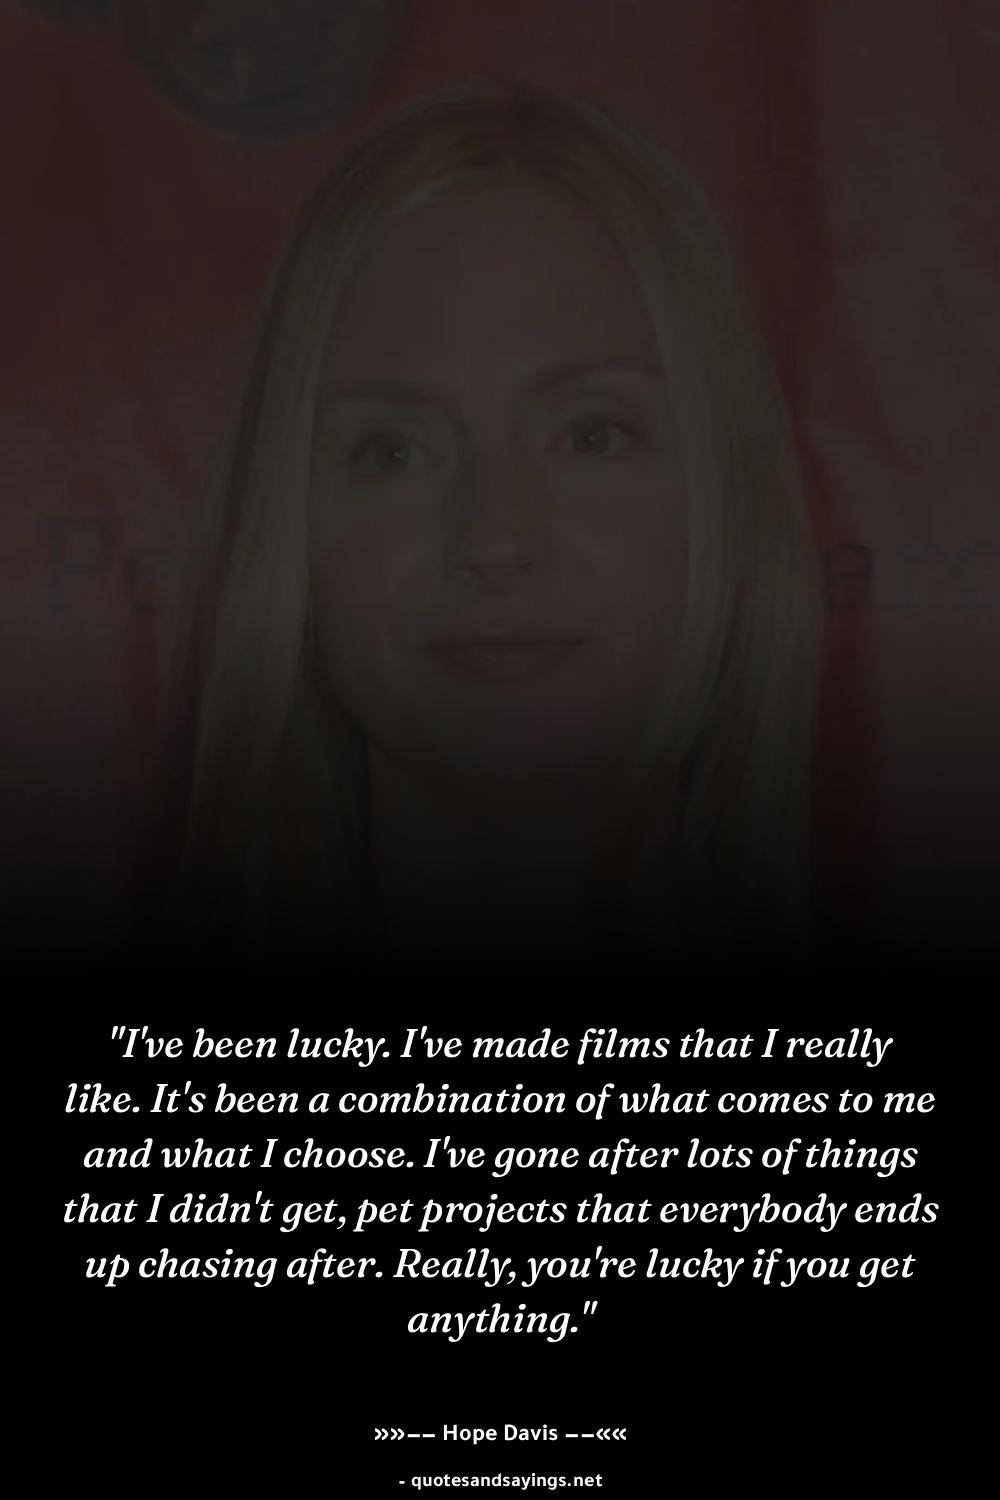 "I've been lucky. I've made films that I really
like. It's been a combination of what comes to me
and what I choose. I've gone after lots of things
that I didn't get, pet projects that everybody ends
up chasing after. Really, you're lucky if you get
anything."
»»−− Hope Davis −−««
- quotesandsayings.net